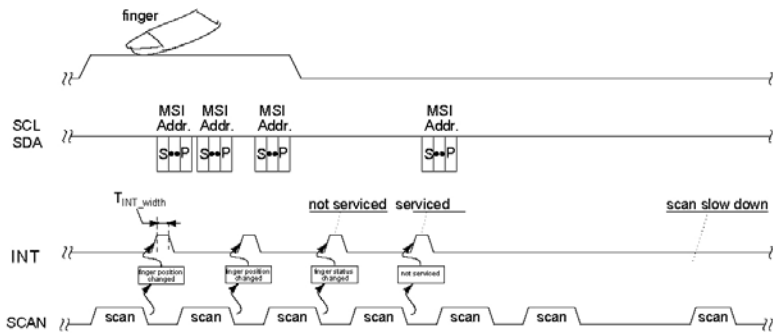 finger
MSI MSI MSI MSI
Addr. Addr. Addr. Addr.
SCL
SDA
S••P S••P S••P S••P
TINT_width
not serviced serviced scan slow down
INT
finger position changed
finger position changed
finger status changed
not serviced
SCAN scan scan scan scan scan scan scan